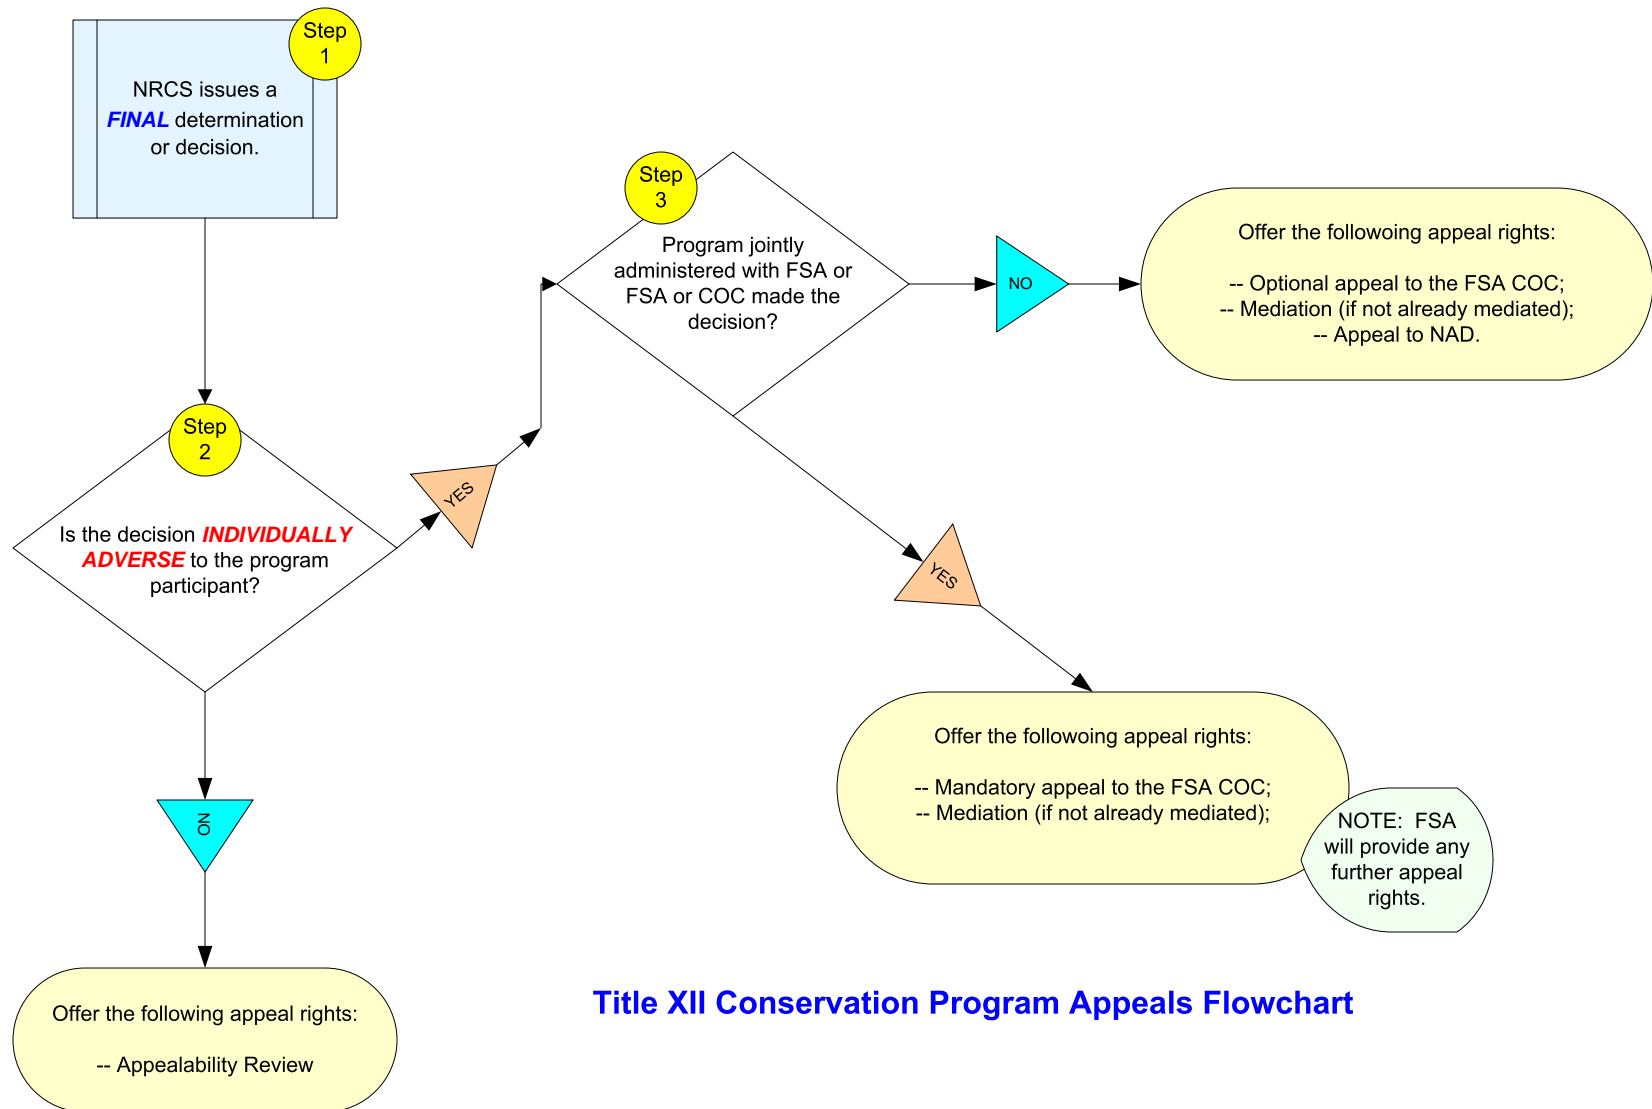 Step
1
NRCS issues a
FINAL determination
or decision.
Step
2
Is the decision INDIVIDUALLY
ADVERSE to the program
participant?
YES
NO
Offer the following appeal rights:
-- Appealability Review
Step
3
Program jointly
administered with FSA or
FSA or COC made the
decision?
NO
Offer the followoing appeal rights:
-- Optional appeal to the FSA COC;
-- Mediation (if not already mediated);
-- Appeal to NAD.
YES
Offer the followoing appeal rights:
-- Mandatory appeal to the FSA COC;
-- Mediation (if not already mediated);
NOTE:  FSA
will provide any
further appeal
rights.
Title XII Conservation Program Appeals Flowchart